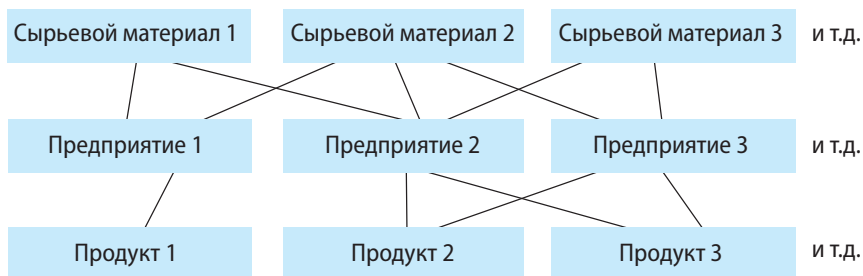 Сырьевой материал 1 Сырьевой материал 2 Сырьевой материал 3 и т.д.
Предприятие 1 Предприятие 2 Предприятие 3 и т.д.
Продукт 1 Продукт 2 Продукт 3 и т.д.